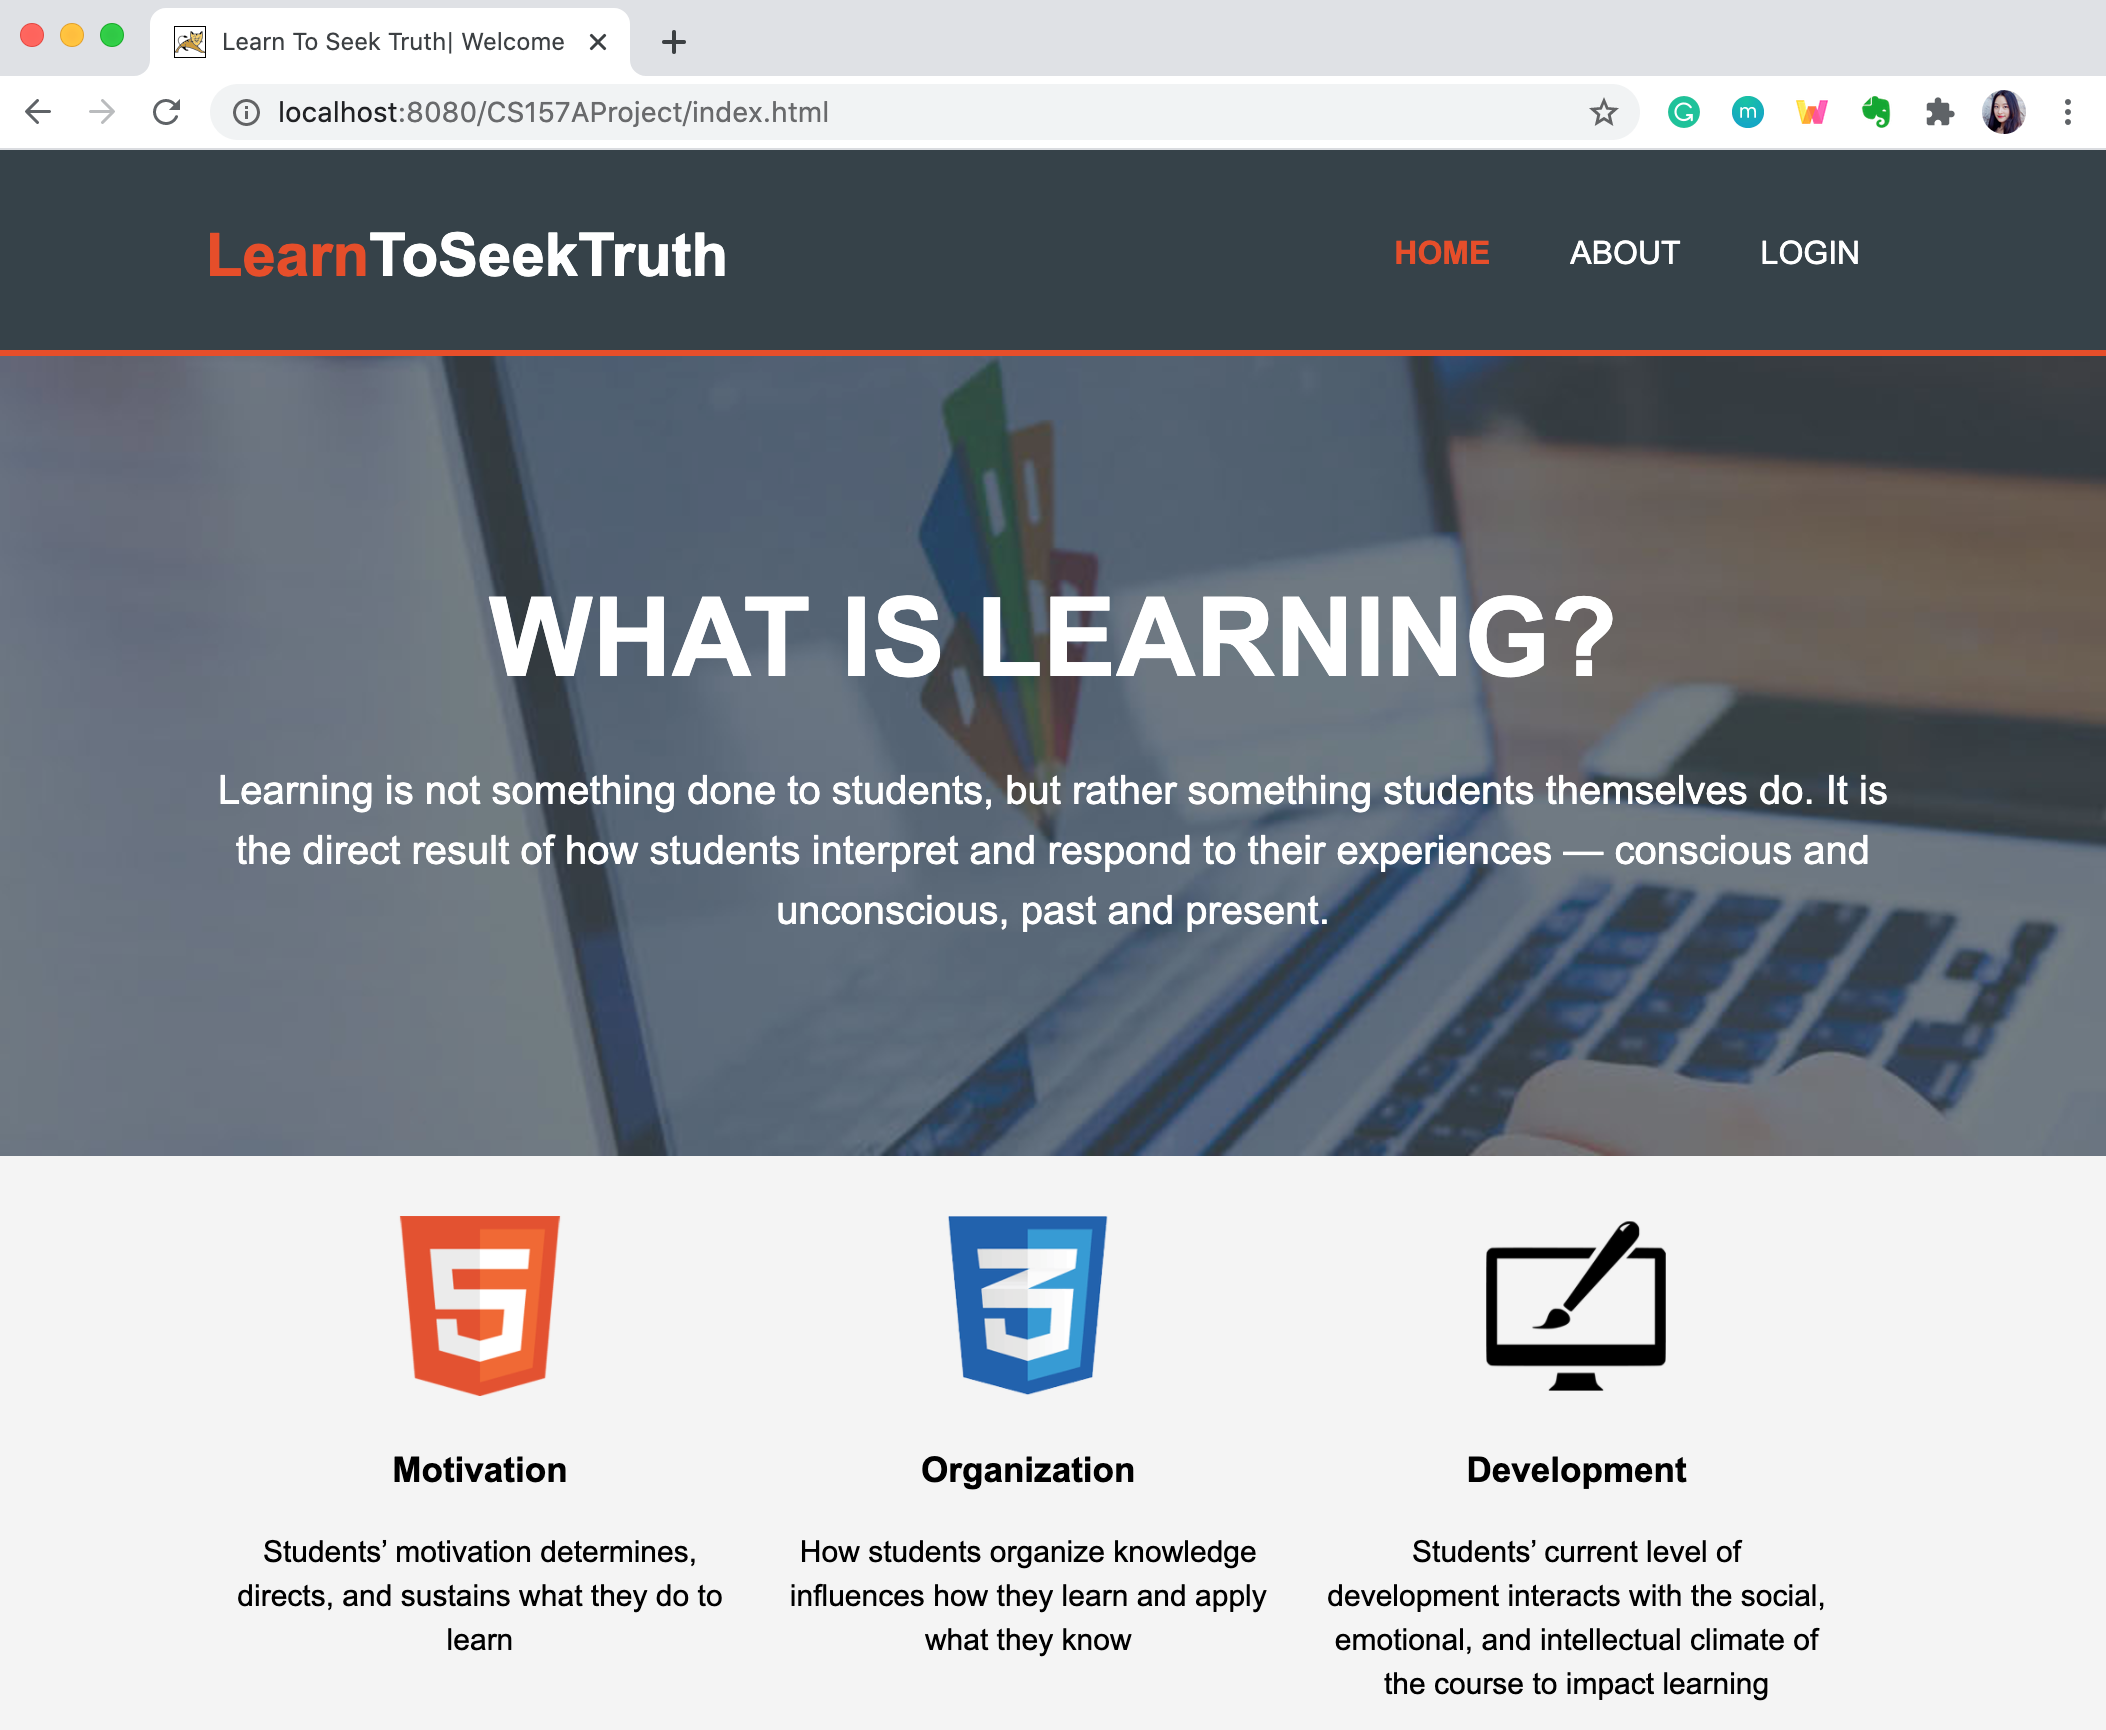 Learn To Seek Truth| Welcome
localhost:8080/CS157AProject/index.html
LearnToSeekTruth
HOME ABOUT LOGIN
WHAT IS LEARNING?
Learning is not something done to students, but rather something students themselves do. It is
the direct result of how students interpret and respond to their experiences — conscious and
unconscious, past and present.
Motivation
Students’ motivation determines,
directs, and sustains what they do to
learn
Organization
How students organize knowledge
influences how they learn and apply
what they know
Development
Students’ current level of
development interacts with the social,
emotional, and intellectual climate of
the course to impact learning